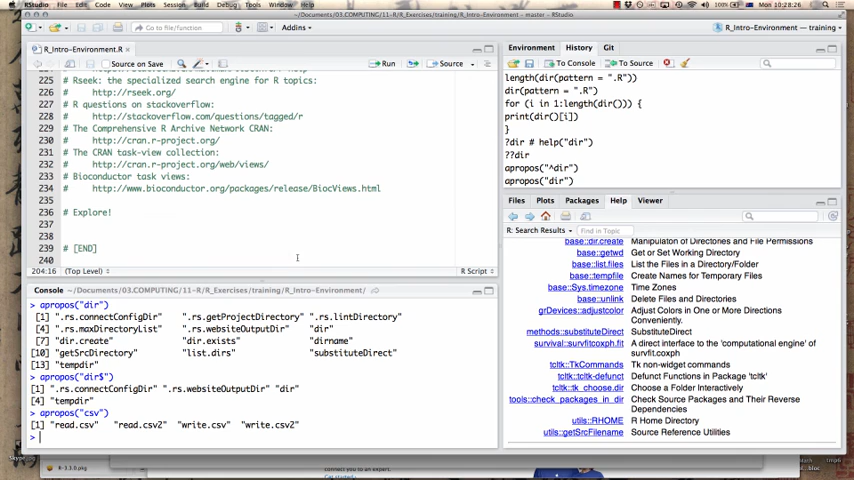 RStudio File Edit Code View Plots Session Build Debug Tools Window Help 10:28:26
~/Documents/03.COMPUTING/11-R/R_Exercises/training/R_Intro-Environment - master - RStudio
Go to file/function Addins R_Intro-Environment — training
R_Intro-Environment.R
Source on Save Run Source
225 # Rseek: the specialized search engine for R topics:
226 # http://rseek.org/
227 # R questions on stackoverflow:
228 # http://stackoverflow.com/questions/tagged/r
229 # The Comprehensive R Archive Network CRAN:
230 # http://cran.r-project.org/
231 # The CRAN task-view collection:
232 # http://cran.r-project.org/web/views/
233 # Bioconductor task views:
234 # http://www.bioconductor.org/packages/release/BiocViews.html
235
236 # Explore!
237
238
239 # [END]
240
204:16 (Top Level) R Script
Console ~/Documents/03.COMPUTING/11-R/R_Exercises/training/R_Intro-Environment/
> apropos("dir")
[1] ".rs.connectConfigDir" ".rs.getProjectDirectory" ".rs.lintDirectory"
[4] ".rs.maxDirectoryList" ".rs.websiteOutputDir" "dir"
[7] "dir.create" "dir.exists" "dirname"
[10] "getSrcDirectory" "list.dirs" "substituteDirect"
[13] "tempdir"
> apropos("dir$")
[1] ".rs.connectConfigDir" ".rs.websiteOutputDir" "dir"
[4] "tempdir"
> apropos("csv")
[1] "read.csv" "read.csv2" "write.csv" "write.csv2"
>
Environment History Git
To Console To Source
length(dir(pattern = ".R"))
dir(pattern = ".R")
for (i in 1:length(dir())) {
print(dir()[i])
}
?dir # help("dir")
??dir
apropos("^dir")
apropos("dir")
Files Plots Packages Help Viewer
R: Search Results Find in Topic
base::dir.create Manipulation of Directories and File Permissions
base::getwd Get or Set Working Directory
base::list.files List the Files in a Directory/Folder
base::tempfile Create Names for Temporary Files
base::Sys.timezone Time Zones
base::unlink Delete Files and Directories
grDevices::adjustcolor Adjust Colors in One or More Directions
Conveniently.
methods::substituteDirect SubstituteDirect
survival::survfitcoxph.fit A direct interface to the 'computational engine' of
survfit.coxph
tcltk::TkCommands Tk non-widget commands
tcltk::tcltk-defunct Defunct Functions in Package 'tcltk'
tcltk::tk_choose.dir Choose a Folder Interactively
tools::check_packages_in_dir Check Source Packages and Their Reverse
Dependencies
utils::RHOME R Home Directory
utils::getSrcFilename Source Reference Utilities
R-3.3.0.pkg
connect you to an expert.